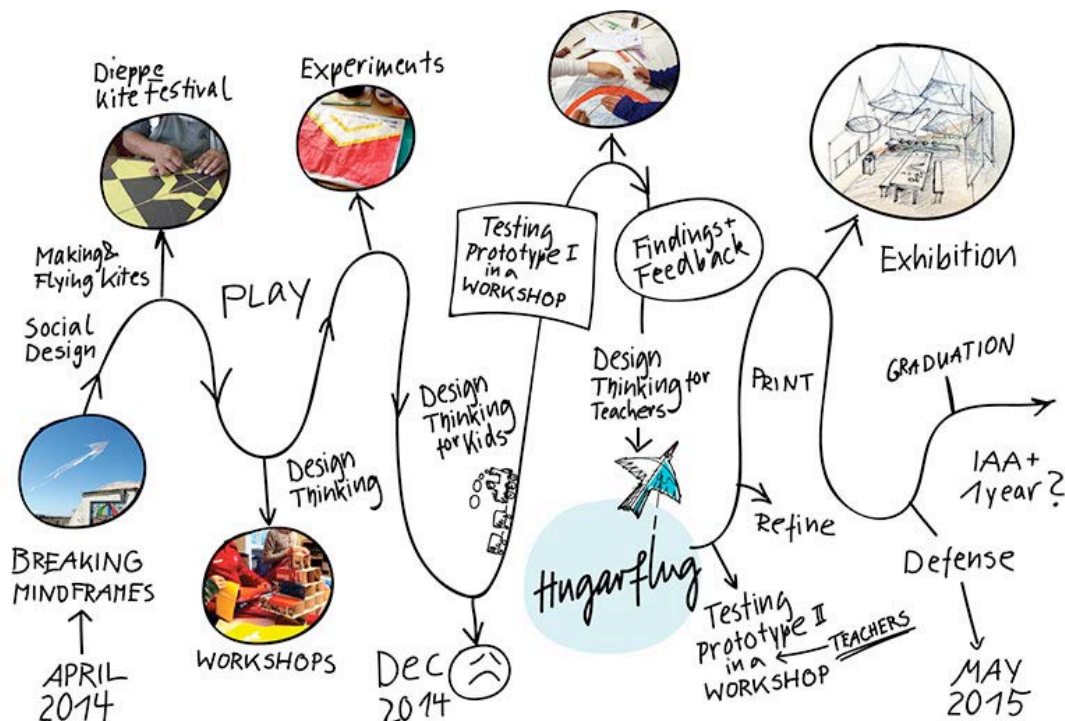 BREAKING
MINDFRAMES
APRIL
2014
Social
Design
Making &
Flying Kites
Dieppe
Kite Festival
PLAY
Design
Thinking
WORKSHOPS
Experiments
Design
Thinking
for Kids
Dec
2014
Testing
Prototype I
in a
WORKSHOP
Findings +
Feedback
Design
Thinking for
Teachers
Hugarflug
Refine
Testing
Prototype II
in a
WORKSHOP
TEACHERS
PRINT
Exhibition
Defense
MAY
2015
GRADUATION
IAA +
1 year?